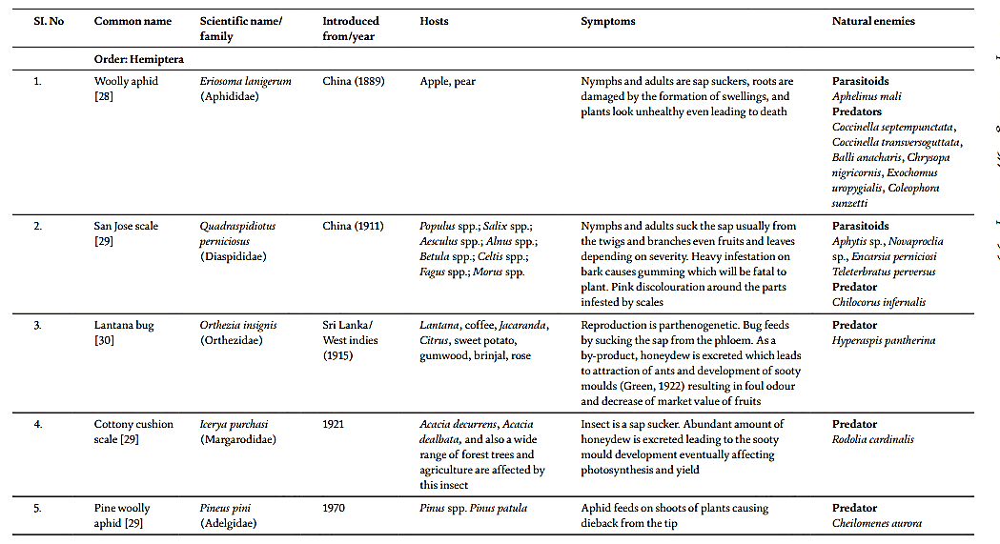 SI. No Common name Scientific name/ family Introduced from/year Hosts Symptoms Natural enemies
Order: Hemiptera
1. Woolly aphid [28] Eriosoma lanigerum (Aphididae) China (1889) Apple, pear Nymphs and adults are sap suckers, roots are damaged by the formation of swellings, and plants look unhealthy even leading to death Parasitoids Aphelinus mali Predators Coccinella septempunctata, Coccinella transversoguttata, Balli anacharis, Chrysopa nigricornis, Exochomus uropygialis, Coleophora sunzetti
2. San Jose scale [29] Quadraspidiotus perniciosus (Diaspididae) China (1911) Populus spp.; Salix spp.; Aesculus spp.; Alnus spp.; Betula spp.; Celtis spp.; Fagus spp.; Morus spp. Nymphs and adults suck the sap usually from the twigs and branches even fruits and leaves depending on severity. Heavy infestation on bark causes gumming which will be fatal to plant. Pink discolouration around the parts infested by scales Parasitoids Aphytis sp., Novaproclia sp., Encarsia perniciosi Teleterbratus perversus Predator Chilocorus infernalis
3. Lantana bug [30] Orthezia insignis (Orthezidae) Sri Lanka/ West indies (1915) Lantana, coffee, Jacaranda, Citrus, sweet potato, gumwood, brinjal, rose Reproduction is parthenogenetic. Bug feeds by sucking the sap from the phloem. As a by-product, honeydew is excreted which leads to attraction of ants and development of sooty moulds (Green, 1922) resulting in foul odour and decrease of market value of fruits Predator Hyperaspis pantherina
4. Cottony cushion scale [29] Icerya purchasi (Margarodidae) 1921 Acacia decurrens, Acacia dealbata, and also a wide range of forest trees and agriculture are affected by this insect Insect is a sap sucker. Abundant amount of honeydew is excreted leading to the sooty mould development eventually affecting photosynthesis and yield Predator Rodolia cardinalis
5. Pine woolly aphid [29] Pineus pini (Adelgidae) 1970 Pinus spp. Pinus patula Aphid feeds on shoots of plants causing dieback from the tip Predator Cheilomenes aurora